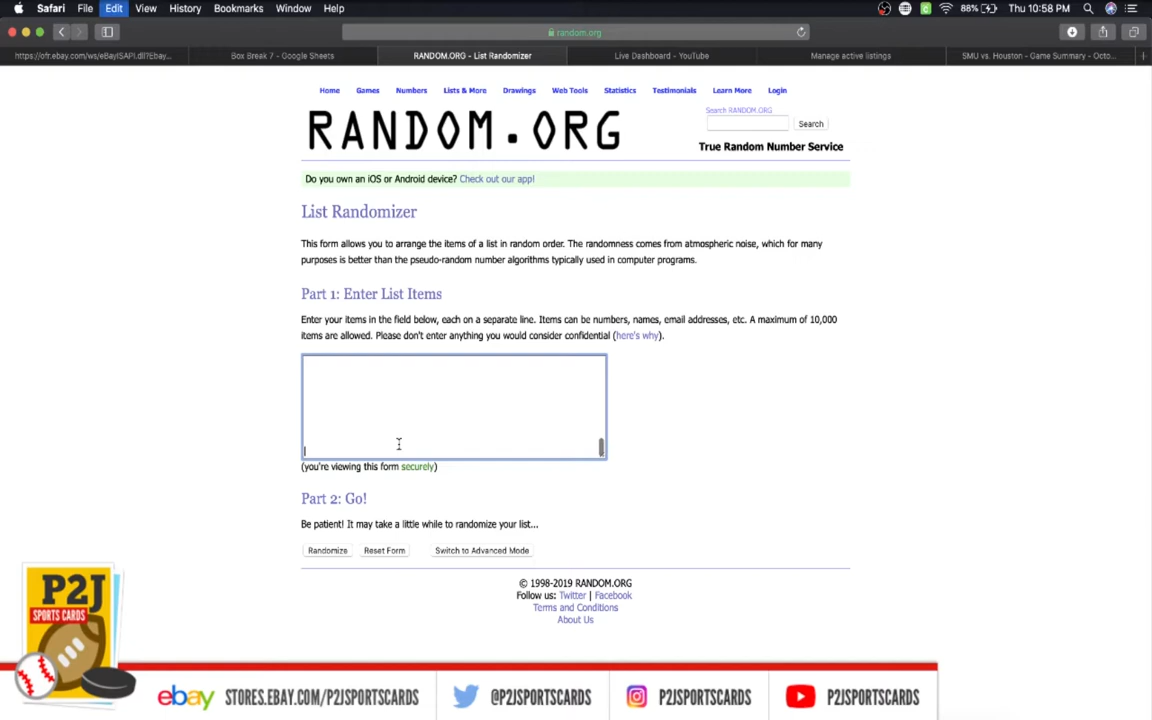 Safari File Edit View History Bookmarks Window Help 88% Thu 10:58 PM
random.org
https://ofr.ebay.com/ws/eBayISAPI.dll?Ebay... Box Break 7 - Google Sheets RANDOM.ORG - List Randomizer Live Dashboard - YouTube Manage active listings SMU vs. Houston - Game Summary - Octo...
Home Games Numbers Lists & More Drawings Web Tools Statistics Testimonials Learn More Login
RANDOM.ORG
Search RANDOM.ORG
Search
True Random Number Service
Do you own an iOS or Android device? Check out our app!
List Randomizer
This form allows you to arrange the items of a list in random order. The randomness comes from atmospheric noise, which for many
purposes is better than the pseudo-random number algorithms typically used in computer programs.
Part 1: Enter List Items
Enter your items in the field below, each on a separate line. Items can be numbers, names, email addresses, etc. A maximum of 10,000
items are allowed. Please don't enter anything you would consider confidential (here's why).
(you're viewing this form securely)
Part 2: Go!
Be patient! It may take a little while to randomize your list...
Randomize Reset Form Switch to Advanced Mode
© 1998-2019 RANDOM.ORG
Follow us: Twitter | Facebook
Terms and Conditions
About Us
P2J
SPORTS CARDS
ebay STORES.EBAY.COM/P2JSPORTSCARDS @P2JSPORTSCARDS P2JSPORTSCARDS P2JSPORTSCARDS